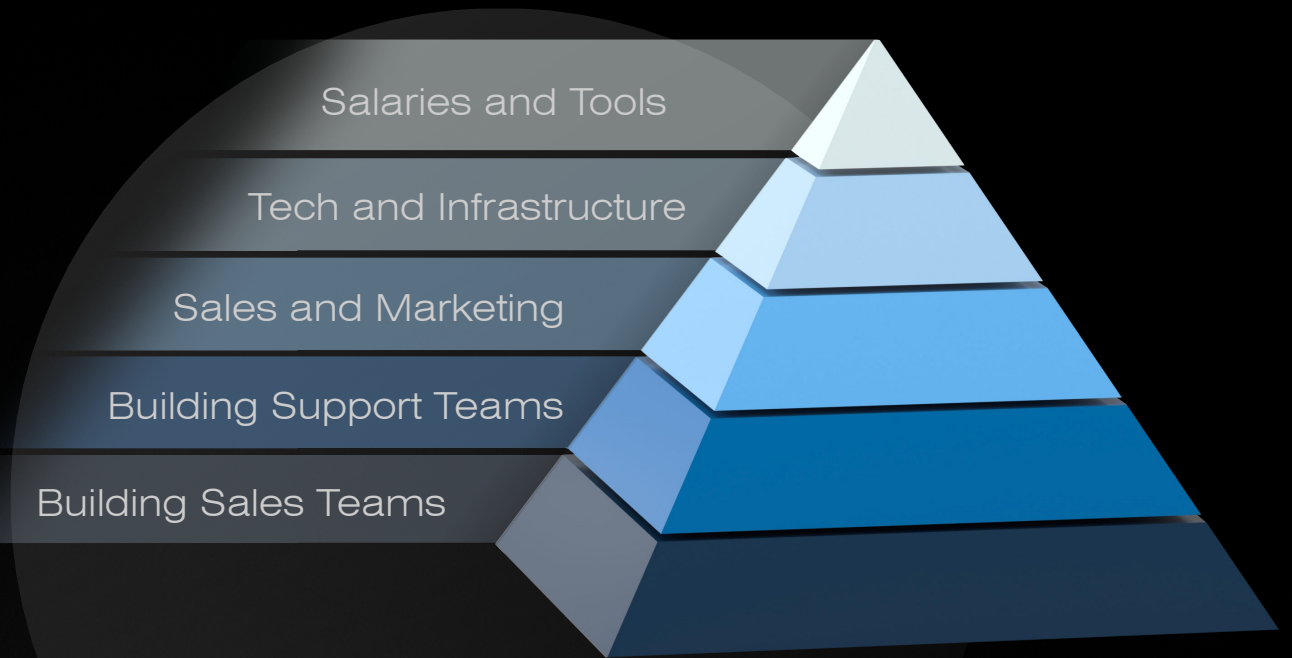 Salaries and Tools
Tech and Infrastructure
Sales and Marketing
Building Support Teams
Building Sales Teams